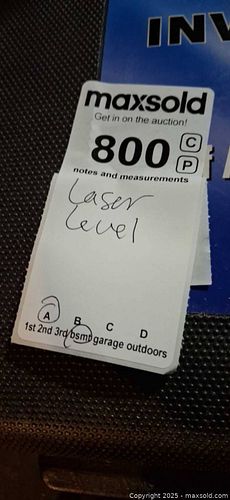 INV
maxsold
Get in on the auction!
800 C
P
notes and measurements
Laser
Level
A B C D
1st 2nd 3rd bsmt garage outdoors
Copyright © 2025 - maxsold.com